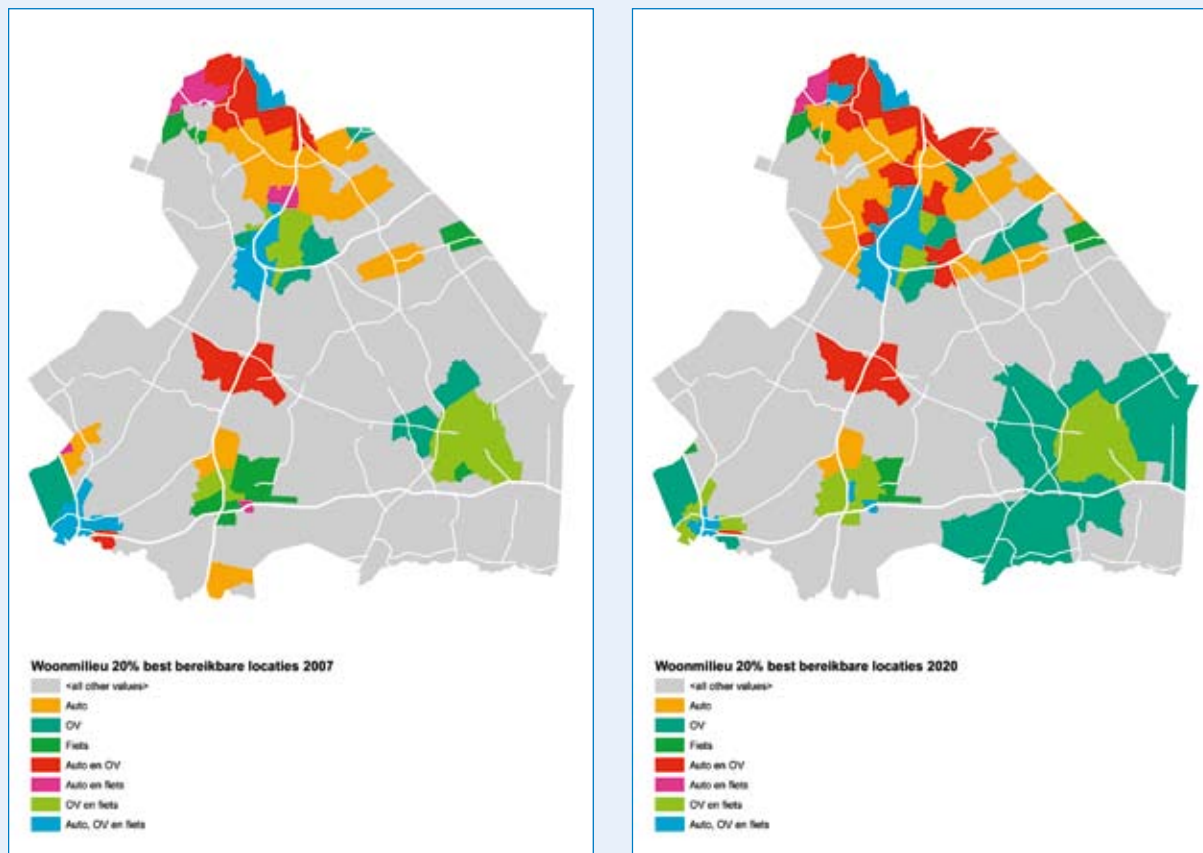 Woonmilieu 20% best bereikbare locaties 2007
<all other values>
Auto
OV
Fiets
Auto en OV
Auto en fiets
OV en fiets
Auto, OV en fiets
Woonmilieu 20% best bereikbare locaties 2020
<all other values>
Auto
OV
Fiets
Auto en OV
Auto en fiets
OV en fiets
Auto, OV en fiets